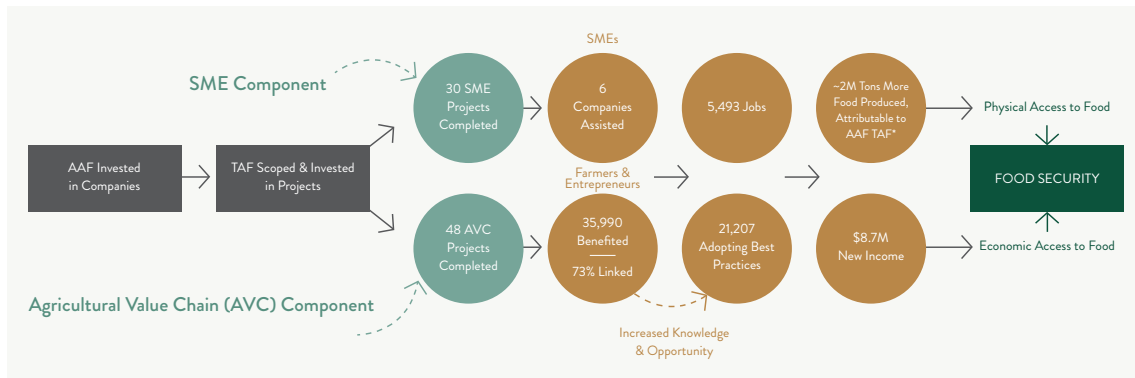 SMEs
SME Component
30 SME
Projects
Completed
6
Companies
Assisted
5,493 Jobs
~2M Tons More
Food Produced,
Attributable to
AAF TAF*
Physical Access to Food
AAF Invested
in Companies
TAF Scoped & Invested
in Projects
Farmers &
Entrepreneurs
FOOD SECURITY
48 AVC
Projects
Completed
35,990
Benefited
73% Linked
21,207
Adopting Best
Practices
$8.7M
New Income
Economic Access to Food
Agricultural Value Chain (AVC) Component
Increased Knowledge
& Opportunity